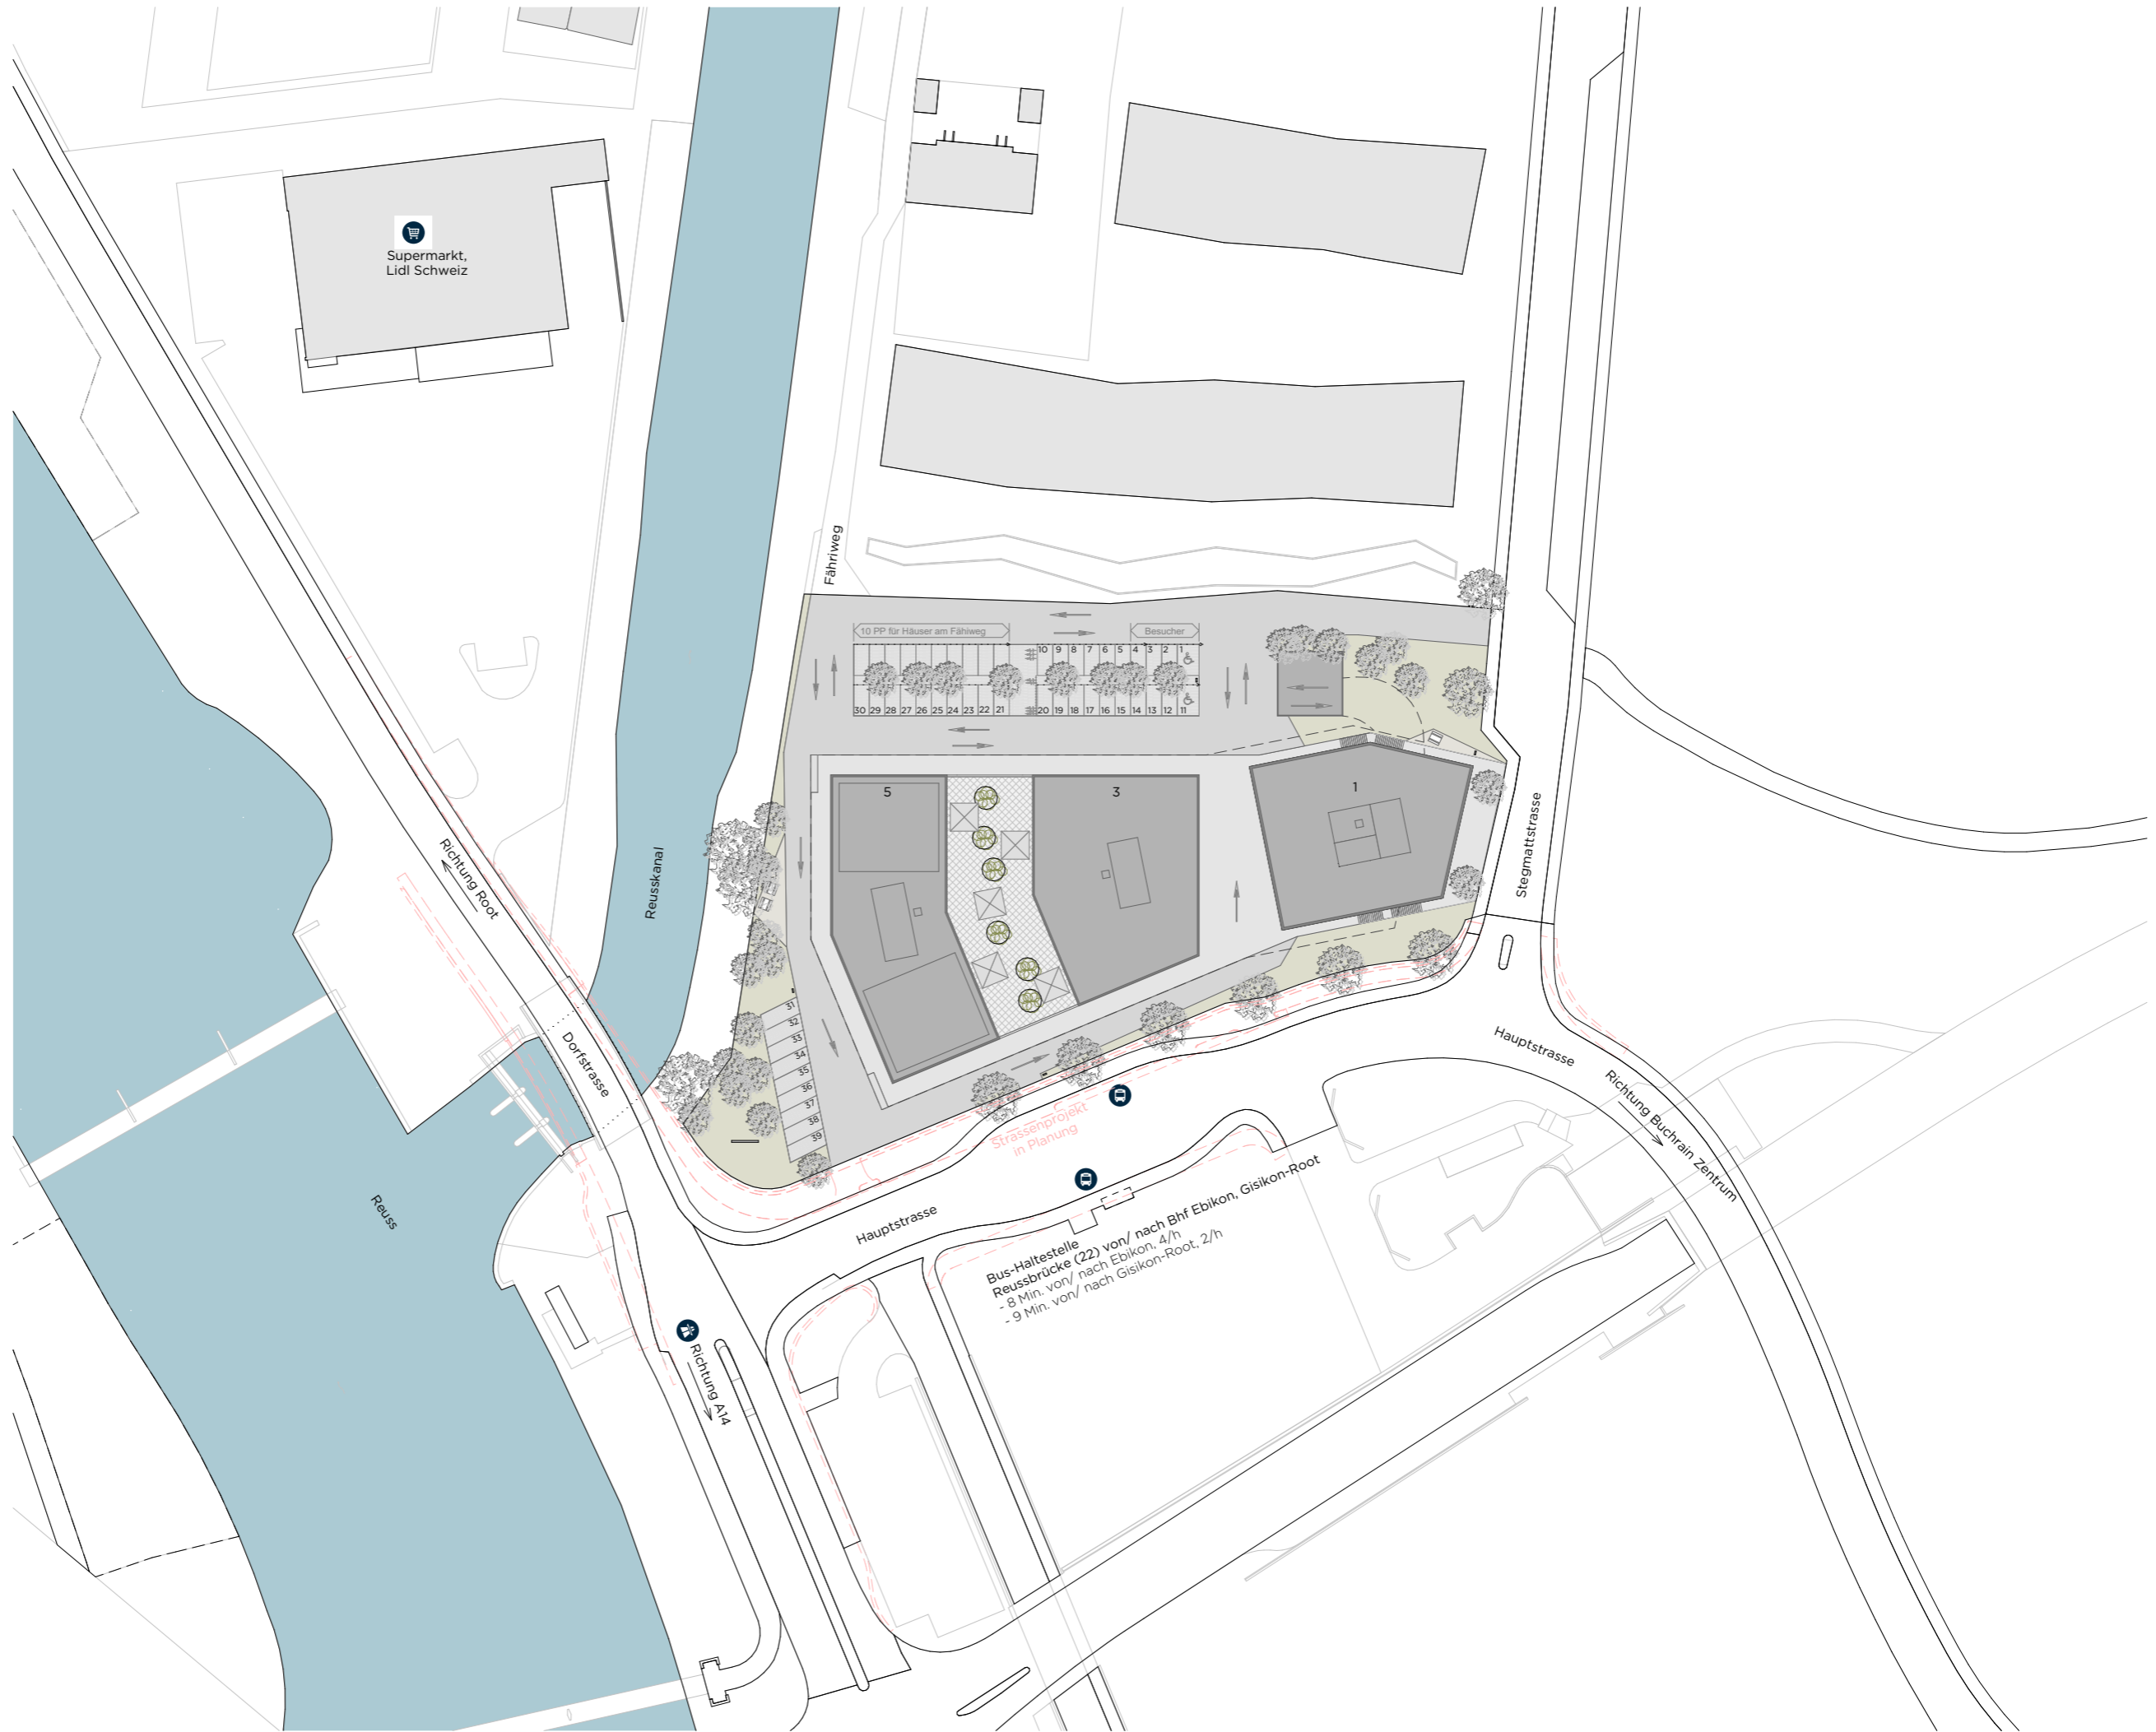 Supermarkt,
Lidl Schweiz
Fähriweg
10 PP für Häuser am Fähiweg
Besucher
10 9 8 7 6 5 4 3 2 1
30 29 28 27 26 25 24 23 22 21 20 19 18 17 16 15 14 13 12 11
5
3
1
Stegmattstrasse
Reusskanal
Richtung Root
31
32
33
34
35
36
37
38
39
Dorfstrasse
Hauptstrasse
Richtung Buchrain Zentrum
Strassenprojekt
in Planung
Reuss
Hauptstrasse
Bus-Haltestelle
Reussbrücke (22) von/ nach Bhf Ebikon, Gisikon-Root
- 8 Min. von/ nach Ebikon, 4/h
- 9 Min. von/ nach Gisikon-Root, 2/h
Richtung A14